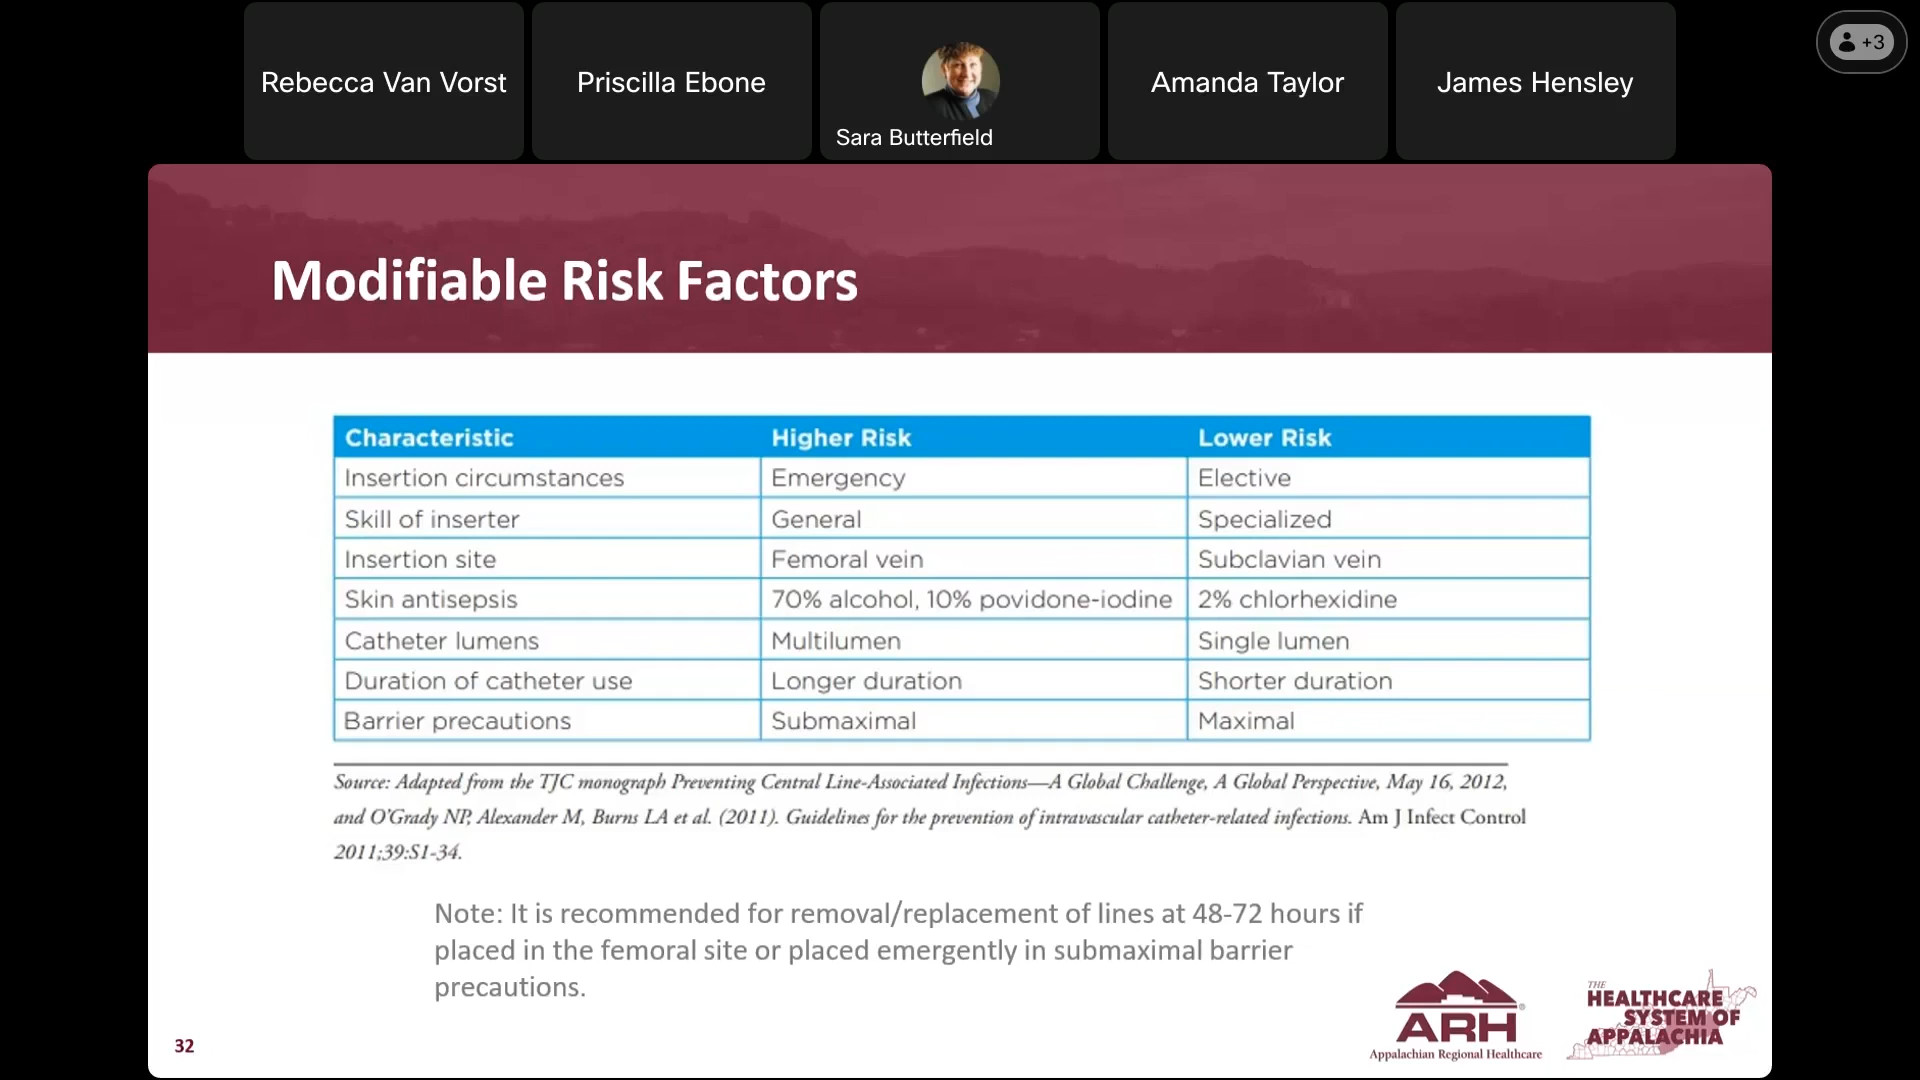 Rebecca Van Vorst
Priscilla Ebone
Sara Butterfield
Amanda Taylor
James Hensley
+3
Modifiable Risk Factors
Characteristic Higher Risk Lower Risk
Insertion circumstances Emergency Elective
Skill of inserter General Specialized
Insertion site Femoral vein Subclavian vein
Skin antisepsis 70% alcohol, 10% povidone-iodine 2% chlorhexidine
Catheter lumens Multilumen Single lumen
Duration of catheter use Longer duration Shorter duration
Barrier precautions Submaximal Maximal
Source: Adapted from the TJC monograph Preventing Central Line-Associated Infections—A Global Challenge, A Global Perspective, May 16, 2012,
and O'Grady NP, Alexander M, Burns LA et al. (2011). Guidelines for the prevention of intravascular catheter-related infections. Am J Infect Control
2011;39:S1-34.
Note: It is recommended for removal/replacement of lines at 48-72 hours if
placed in the femoral site or placed emergently in submaximal barrier
precautions.
32
ARH®
Appalachian Regional Healthcare
THE
HEALTHCARE
SYSTEM OF
APPALACHIA